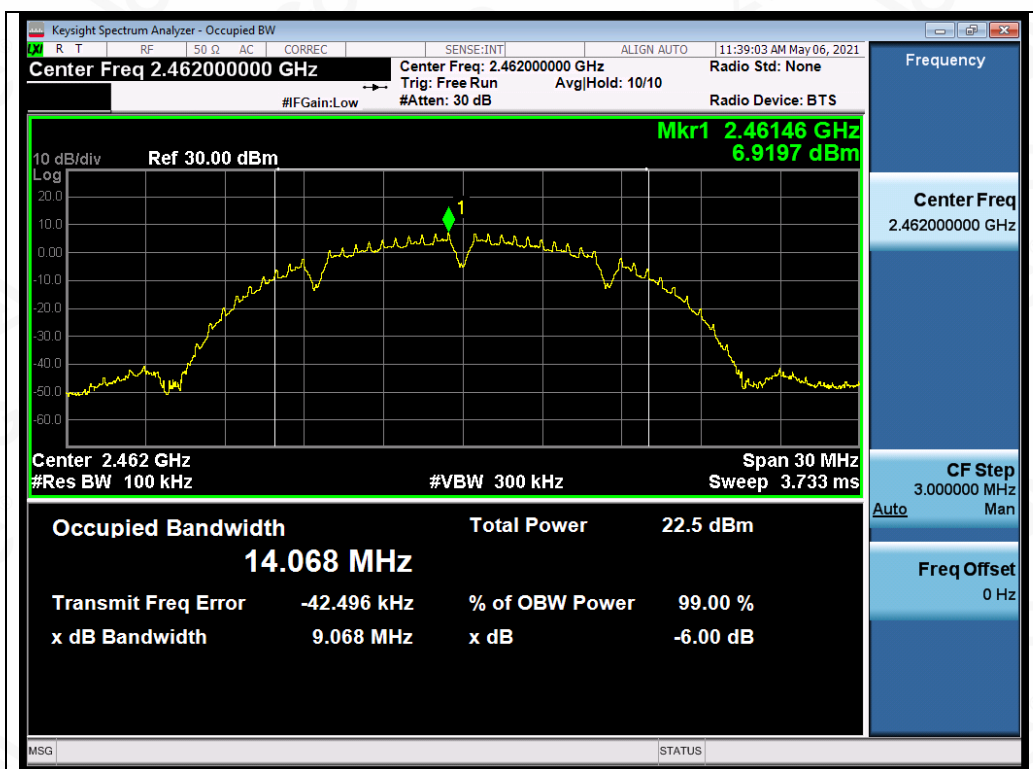 Keysight Spectrum Analyzer - Occupied BW
LXI R T RF 50 Ω AC CORREC SENSE:INT ALIGN AUTO 11:39:03 AM May 06, 2021
Center Freq 2.462000000 GHz Center Freq: 2.462000000 GHz Radio Std: None
Trig: Free Run Avg|Hold: 10/10
#IFGain:Low #Atten: 30 dB Radio Device: BTS
Frequency
Mkr1 2.46146 GHz
6.9197 dBm
10 dB/div Ref 30.00 dBm
Log
20.0
10.0
0.00
-10.0
-20.0
-30.0
-40.0
-50.0
-60.0
1
Center 2.462 GHz Span 30 MHz
#Res BW 100 kHz #VBW 300 kHz Sweep 3.733 ms
Center Freq
2.462000000 GHz
CF Step
3.000000 MHz
Auto Man
Freq Offset
0 Hz
Occupied Bandwidth Total Power 22.5 dBm
14.068 MHz
Transmit Freq Error -42.496 kHz % of OBW Power 99.00 %
x dB Bandwidth 9.068 MHz x dB -6.00 dB
MSG STATUS